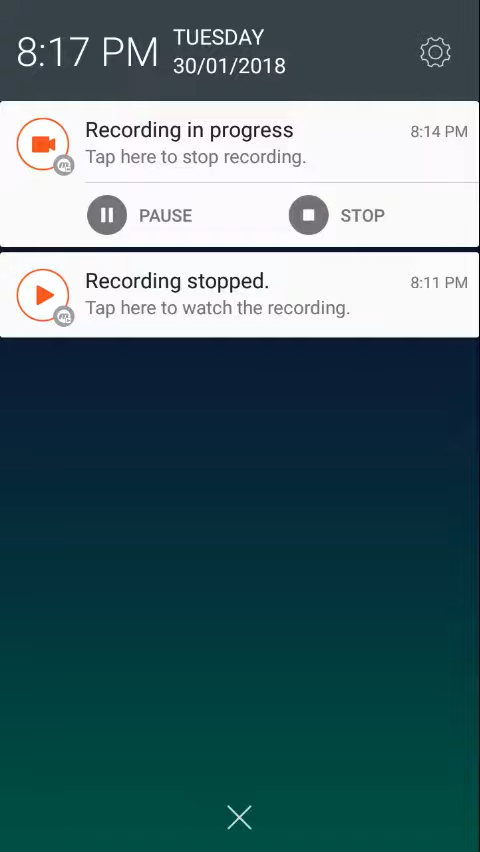 8:17 PM
TUESDAY
30/01/2018
Recording in progress
8:14 PM
Tap here to stop recording.
PAUSE
STOP
Recording stopped.
8:11 PM
Tap here to watch the recording.